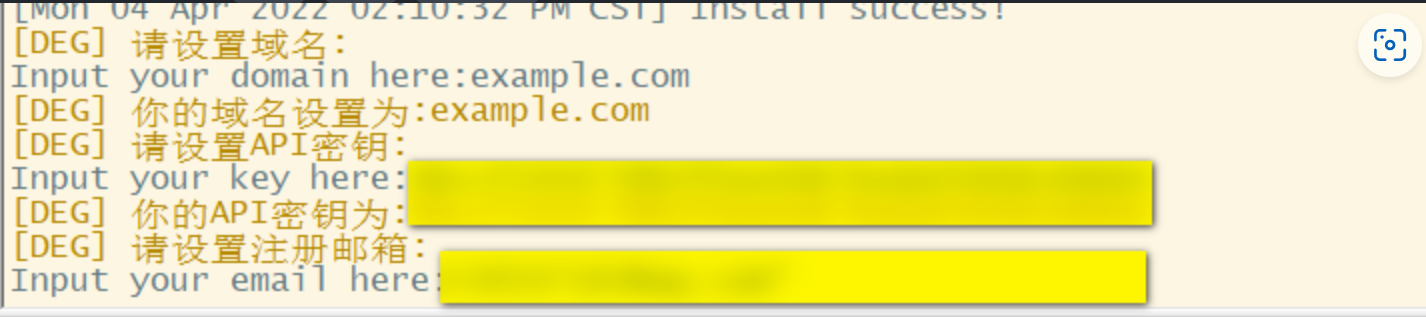 [Mon 04 Apr 2022 02:10:32 PM CST] Install success!
[DEG] 请设置域名:
Input your domain here:example.com
[DEG] 你的域名设置为:example.com
[DEG] 请设置API密钥:
Input your key here:
[DEG] 你的API密钥为:
[DEG] 请设置注册邮箱:
Input your email here: